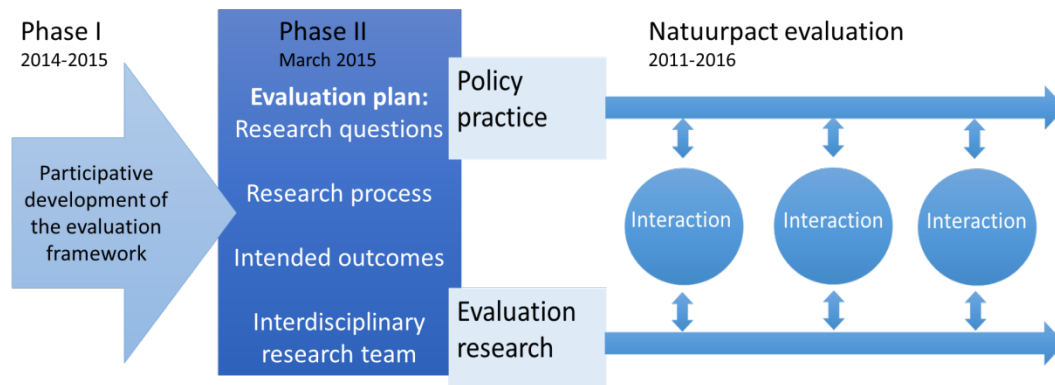 Phase I
2014-2015
Participative
development of
the evaluation
framework
Phase II
March 2015
Evaluation plan:
Research questions
Research process
Intended outcomes
Interdisciplinary
research team
Policy
practice
Evaluation
research
Natuurpact evaluation
2011-2016
Interaction
Interaction
Interaction